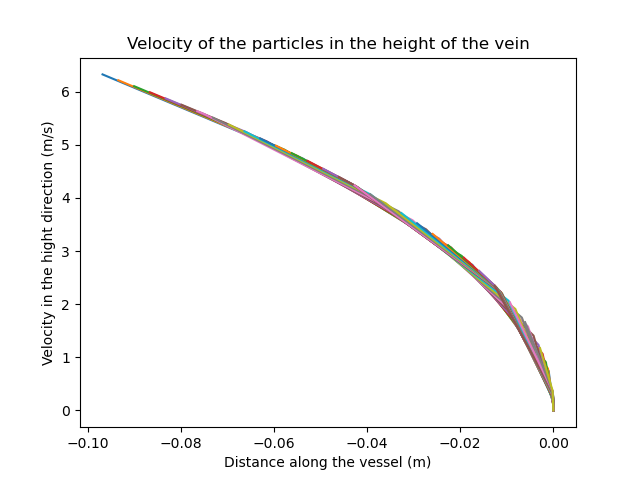 Velocity of the particles in the height of the vein
Velocity in the hight direction (m/s)
6
5
4
3
2
1
0
−0.10 −0.08 −0.06 −0.04 −0.02 0.00
Distance along the vessel (m)